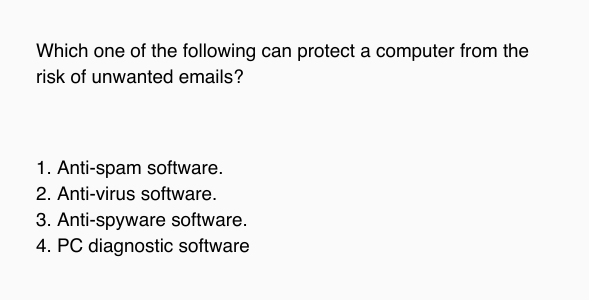 Which one of the following can protect a computer from the
risk of unwanted emails?
1. Anti-spam software.
2. Anti-virus software.
3. Anti-spyware software.
4. PC diagnostic software